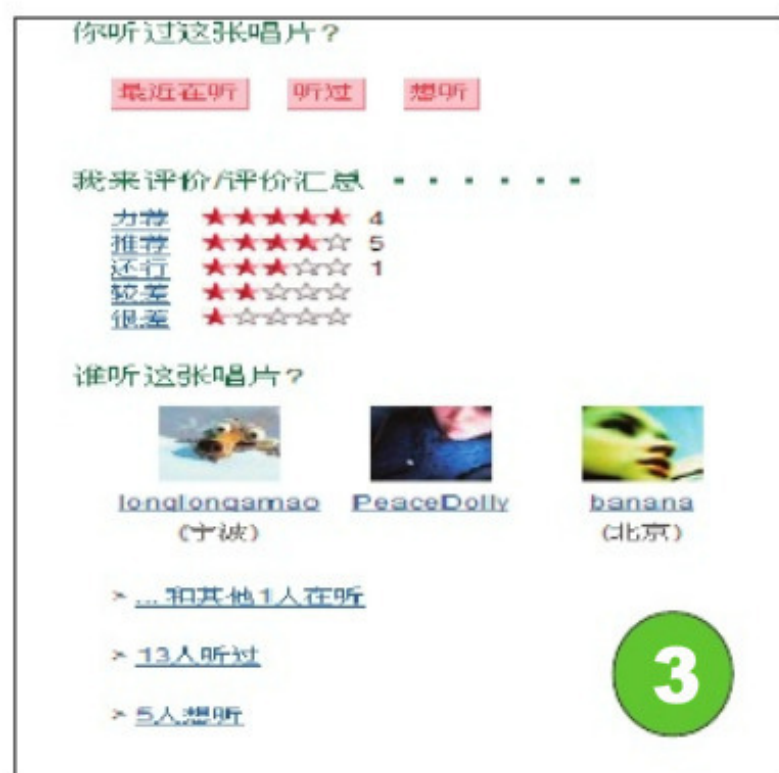 你听过这张唱片?
最近在听 听过 想听
我来评价/评价汇总 · · · · · ·
力荐 ★★★★★ 4
推荐 ★★★★☆ 5
还行 ★★★☆☆ 1
较差 ★★☆☆☆
很差 ★☆☆☆☆
谁听这张唱片?
longlongamao PeaceDolly banana
(宁波) (北京)
> ... 和其他1人在听
> 13人听过
> 5人想听
3